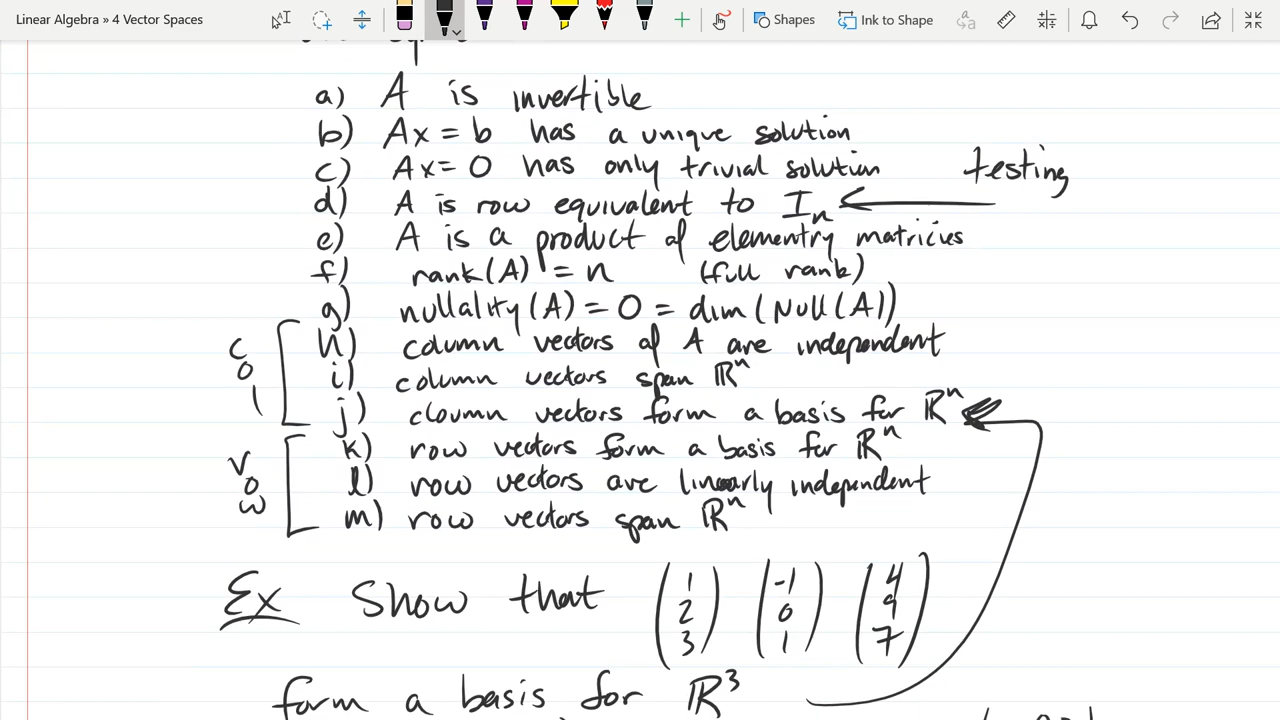 Linear Algebra » 4 Vector Spaces
Shapes
Ink to Shape
a) A is invertible
b) Ax = b has a unique solution
c) Ax = 0 has only trivial solution
testing
d) A is row equivalent to Iₙ
e) A is a product of elementry matricies
f) rank(A) = n (full rank)
g) nullality(A) = 0 = dim(Null(A))
col
h) column vectors of A are independent
i) column vectors span ℝⁿ
j) cloumn vectors form a basis for ℝⁿ
row
k) row vectors form a basis for ℝⁿ
l) row vectors are linearly independent
m) row vectors span ℝⁿ
Ex Show that (1 2 3) (-1 0 1) (4 9 7)
form a basis for ℝ³